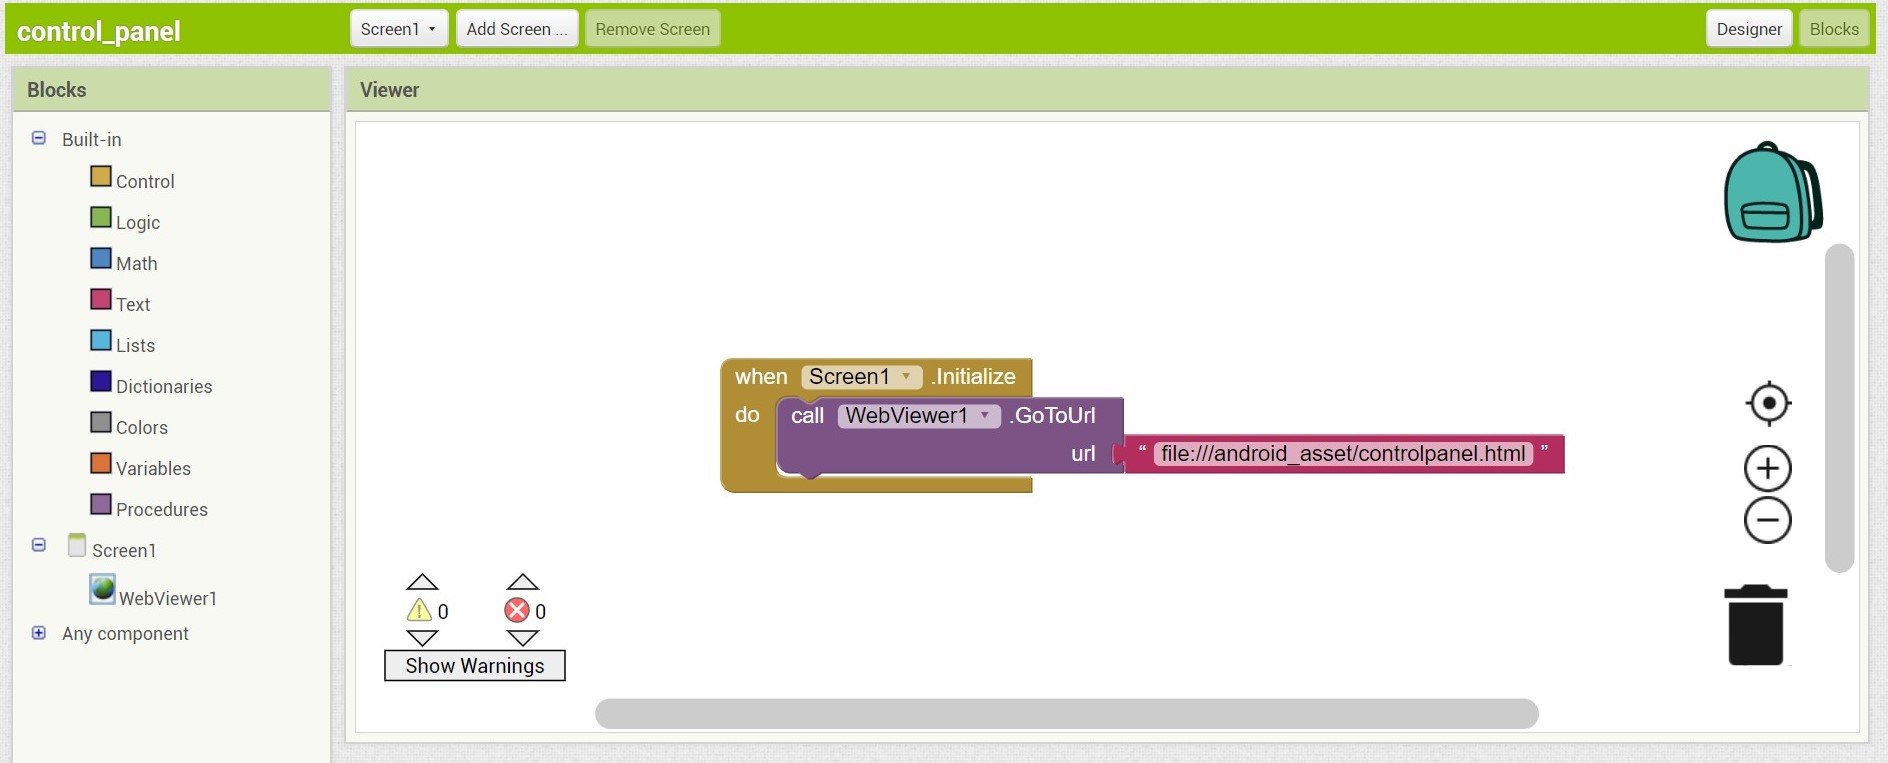 control_panel
Screen1
Add Screen ...
Remove Screen
Designer
Blocks
Blocks
Built-in
Control
Logic
Math
Text
Lists
Dictionaries
Colors
Variables
Procedures
Screen1
WebViewer1
Any component
Viewer
when Screen1 .Initialize
do call WebViewer1 .GoToUrl
url “ file:///android_asset/controlpanel.html ”
0 0
Show Warnings